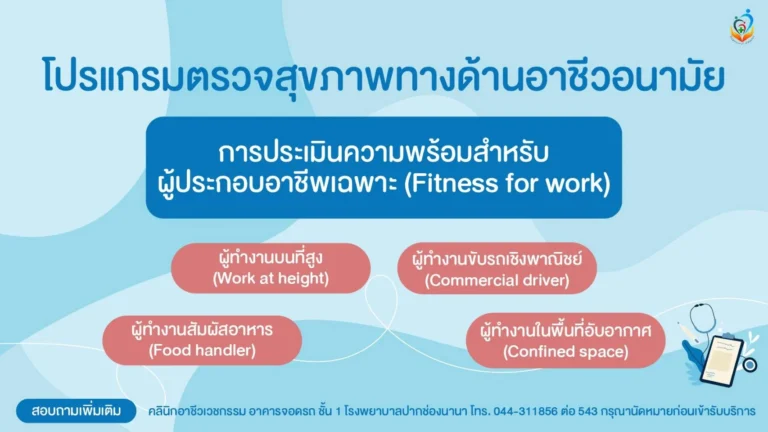 โปรแกรมตรวจสุขภาพทางด้านอาชีวอนามัย
การประเมินความพร้อมสำหรับ
ผู้ประกอบอาชีพเฉพาะ (Fitness for work)
ผู้ทำงานบนที่สูง
(Work at height)
ผู้ทำงานขับรถเชิงพาณิชย์
(Commercial driver)
ผู้ทำงานสัมผัสอาหาร
(Food handler)
ผู้ทำงานในพื้นที่อับอากาศ
(Confined space)
สอบถามเพิ่มเติม คลินิกอาชีวเวชกรรม อาคารจอดรถ ชั้น 1 โรงพยาบาลปากช่องนานา โทร. 044-311856 ต่อ 543 กรุณานัดหมายก่อนเข้ารับบริการ